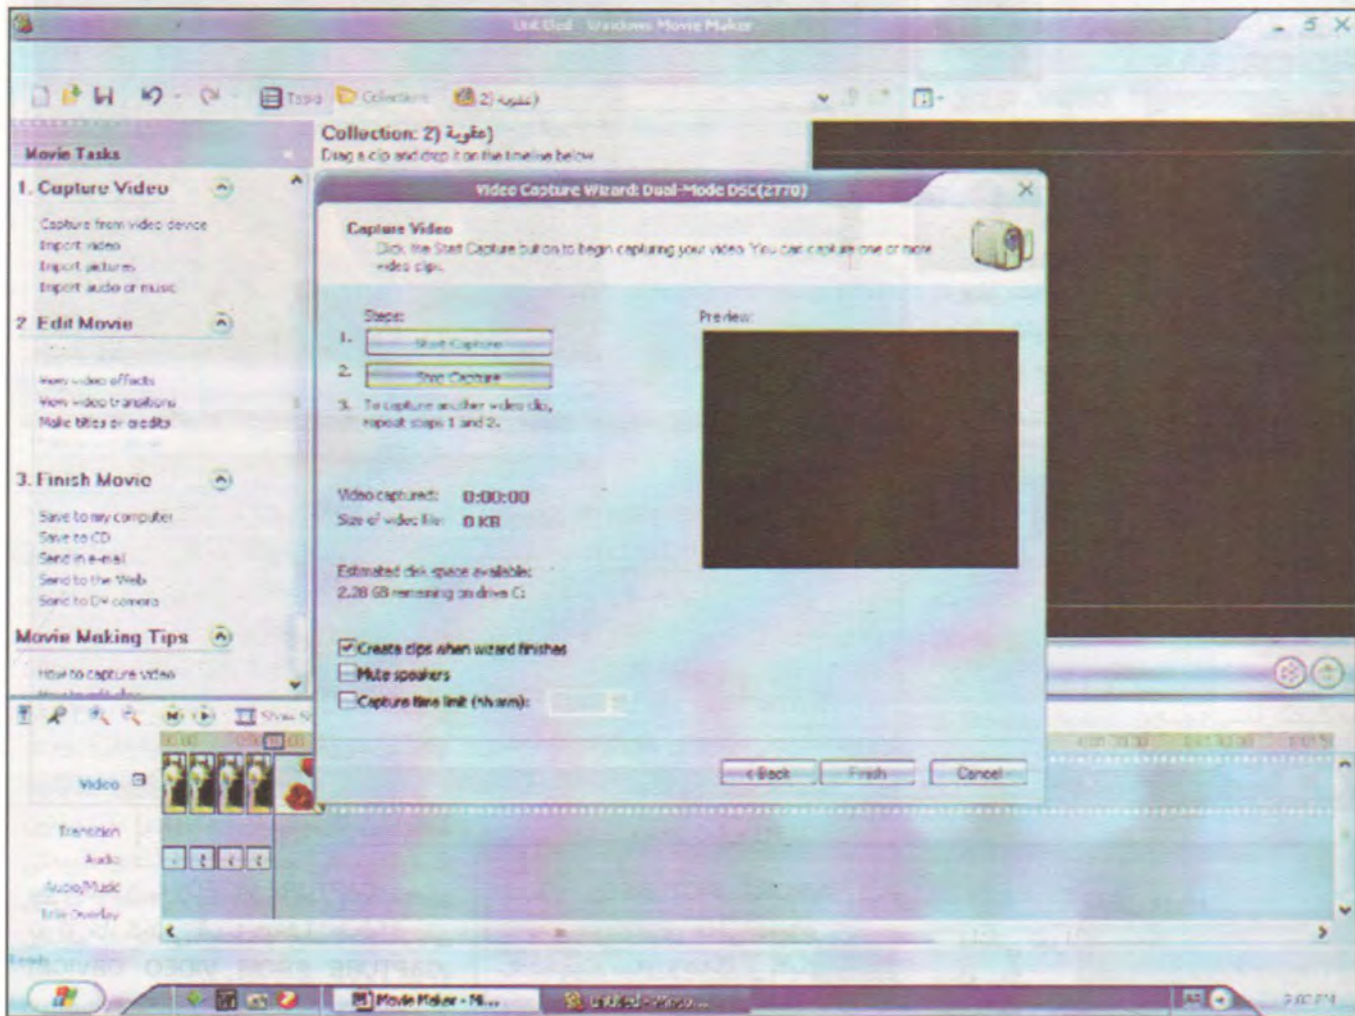 Untitled - Windows Movie Maker
Tasks Collections 2) عقوبة)
Collection: 2) عقوبة)
Drag a clip and drop it on the timeline below
Movie Tasks
1. Capture Video
Capture from video device
Import video
Import pictures
Import audio or music
2 Edit Movie
View video effects
View video transitions
Make titles or credits
3. Finish Movie
Save to my computer
Save to CD
Send in e-mail
Send to the Web
Send to DV camera
Movie Making Tips
How to capture video
Video Capture Wizard: Dual-Mode DSC(2770)
Capture Video
Click the Start Capture button to begin capturing your video. You can capture one or more
video clips.
Steps:
1. Start Capture
2. Stop Capture
3. To capture another video clip,
repeat steps 1 and 2.
Preview:
Video captured: 0:00:00
Size of video file: 0 KB
Estimated disk space available:
2.28 GB remaining on drive C:
Create clips when wizard finishes
Mute speakers
Capture time limit (hh:mm):
< Back Finish Cancel
Show
Video
Transition
Audio
Audio/Music
Title Overlay
Movie Maker - Mi...
Untitled - Windo...
AR